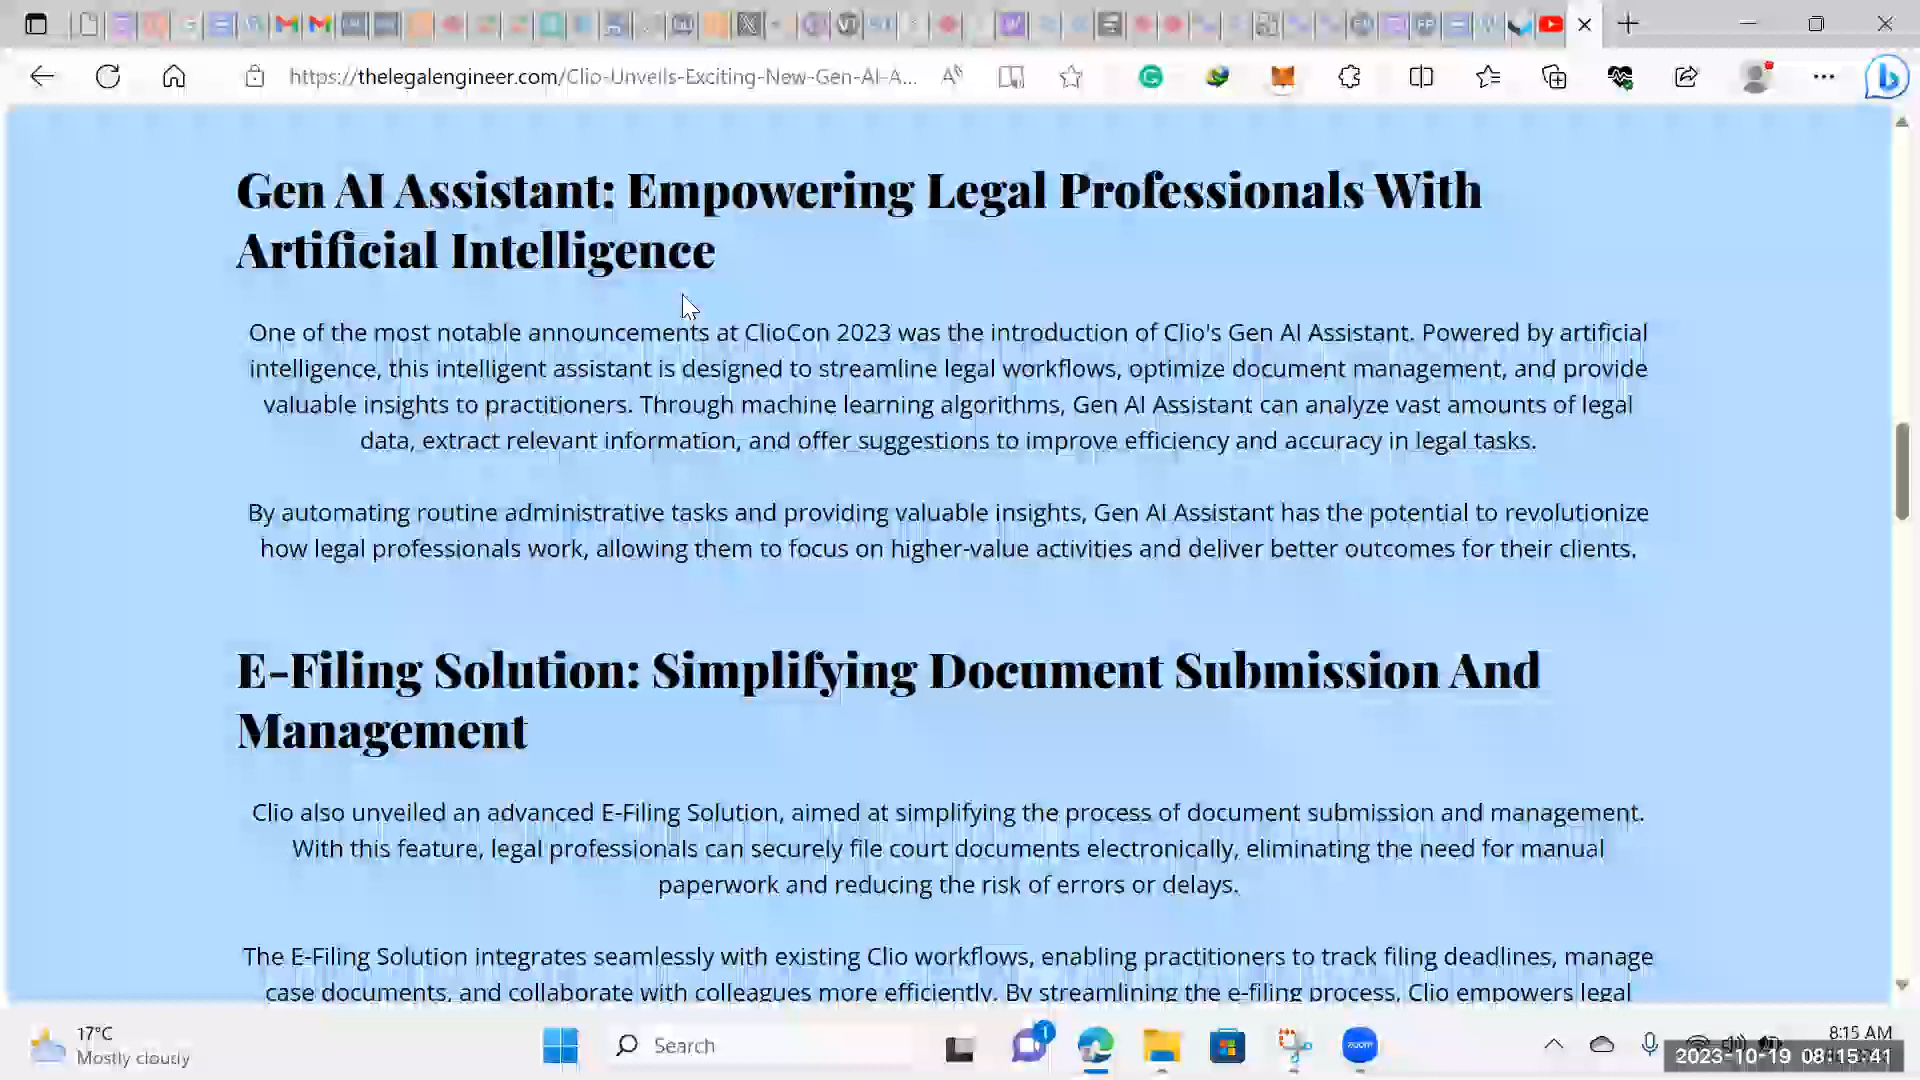 https://thelegalengineer.com/Clio-Unveils-Exciting-New-Gen-AI-A...
Gen AI Assistant: Empowering Legal Professionals With
Artificial Intelligence
One of the most notable announcements at ClioCon 2023 was the introduction of Clio's Gen AI Assistant. Powered by artificial
intelligence, this intelligent assistant is designed to streamline legal workflows, optimize document management, and provide
valuable insights to practitioners. Through machine learning algorithms, Gen AI Assistant can analyze vast amounts of legal
data, extract relevant information, and offer suggestions to improve efficiency and accuracy in legal tasks.
By automating routine administrative tasks and providing valuable insights, Gen AI Assistant has the potential to revolutionize
how legal professionals work, allowing them to focus on higher-value activities and deliver better outcomes for their clients.
E-Filing Solution: Simplifying Document Submission And
Management
Clio also unveiled an advanced E-Filing Solution, aimed at simplifying the process of document submission and management.
With this feature, legal professionals can securely file court documents electronically, eliminating the need for manual
paperwork and reducing the risk of errors or delays.
The E-Filing Solution integrates seamlessly with existing Clio workflows, enabling practitioners to track filing deadlines, manage
case documents, and collaborate with colleagues more efficiently. By streamlining the e-filing process, Clio empowers legal
17°C
Mostly cloudy
Search
1
zoom
8:15 AM
2023-10-19 08:15:41